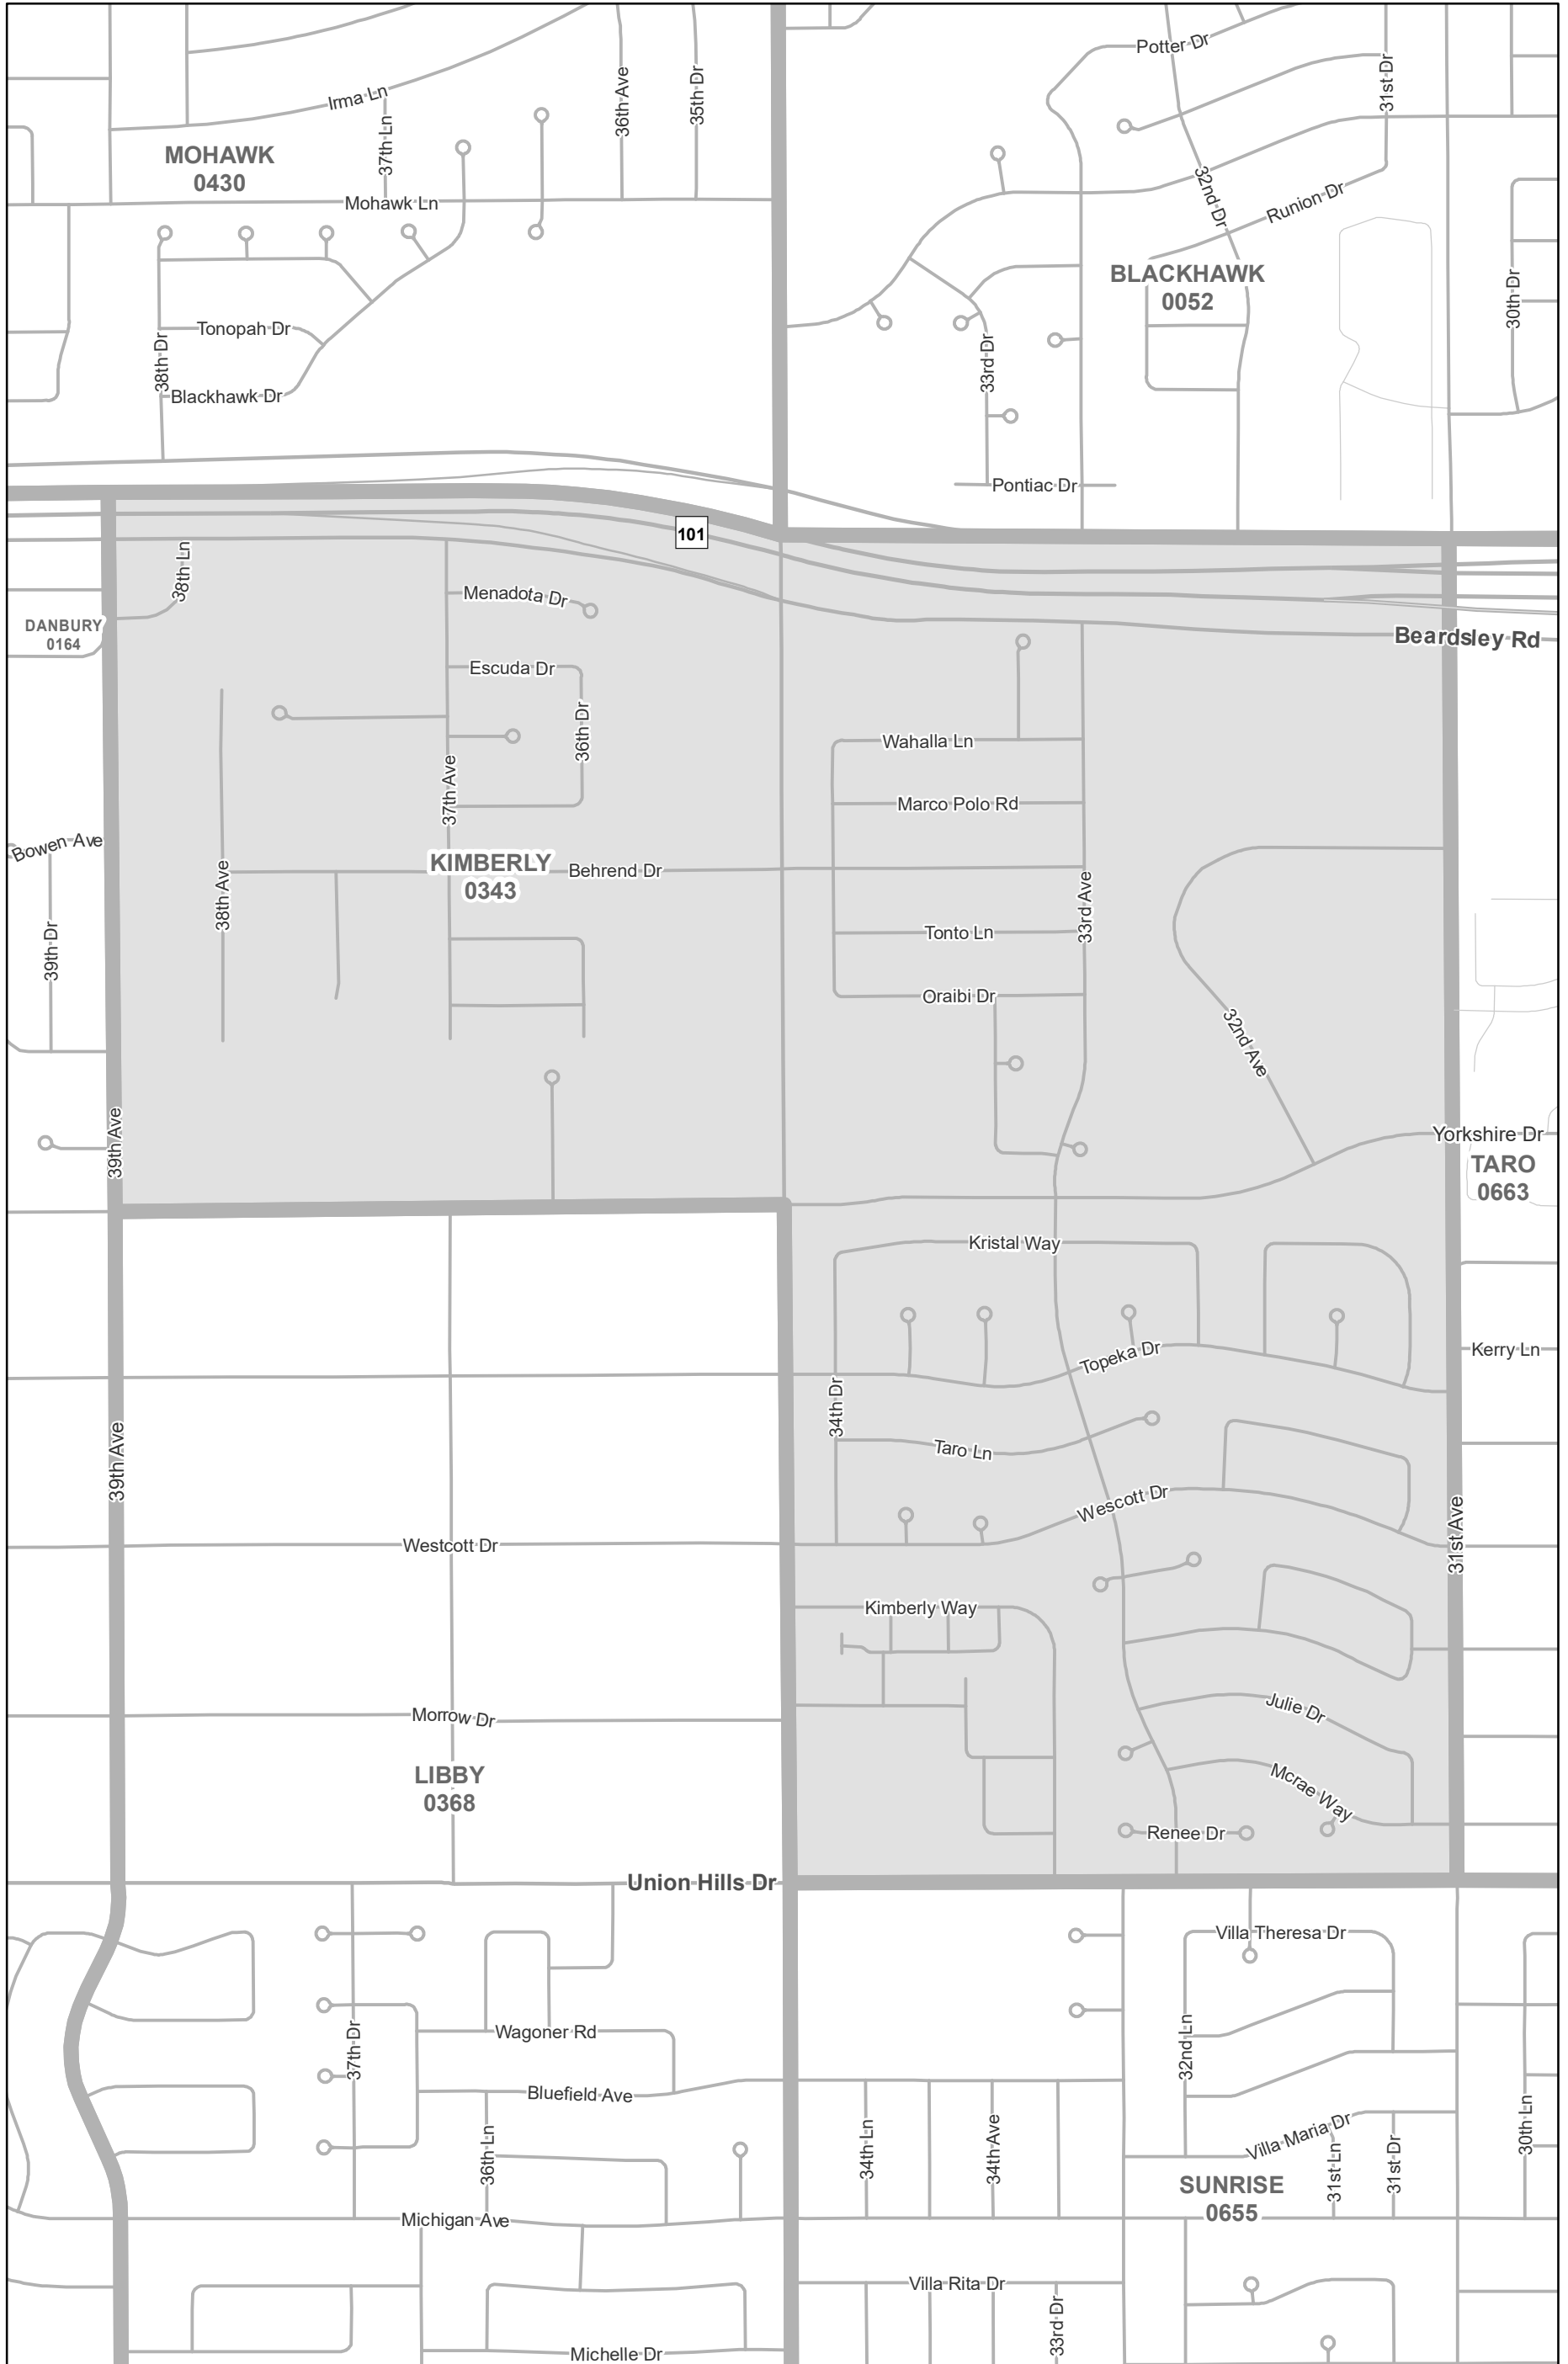 Potter Dr
31st Dr
36th Ave
35th Dr
Irma Ln
37th Ln
MOHAWK
0430
Mohawk Ln
32nd Dr
Runion Dr
BLACKHAWK
0052
30th Dr
Tonopah Dr
38th Dr
33rd Dr
Blackhawk Dr
Pontiac Dr
101
38th Ln
Menadota Dr
DANBURY
0164
Beardsley Rd
Escuda Dr
36th Dr
Wahalla Ln
37th Ave
Marco Polo Rd
Bowen Ave
KIMBERLY
0343
Behrend Dr
38th Ave
33rd Ave
39th Dr
Tonto Ln
Oraibi Dr
32nd Ave
39th Ave
Yorkshire Dr
TARO
0663
Kristal Way
Topeka Dr
Kerry Ln
34th Dr
39th Ave
Taro Ln
Wescott Dr
31st Ave
Westcott Dr
Kimberly Way
Julie Dr
Morrow Dr
LIBBY
0368
Mcrae Way
Renee Dr
Union Hills Dr
Villa Theresa Dr
Wagoner Rd
37th Dr
32nd Ln
Bluefield Ave
36th Ln
34th Ln
34th Ave
Villa Maria Dr
31st Ln
31st Dr
30th Ln
SUNRISE
0655
Michigan Ave
Villa Rita Dr
33rd Dr
Michelle Dr